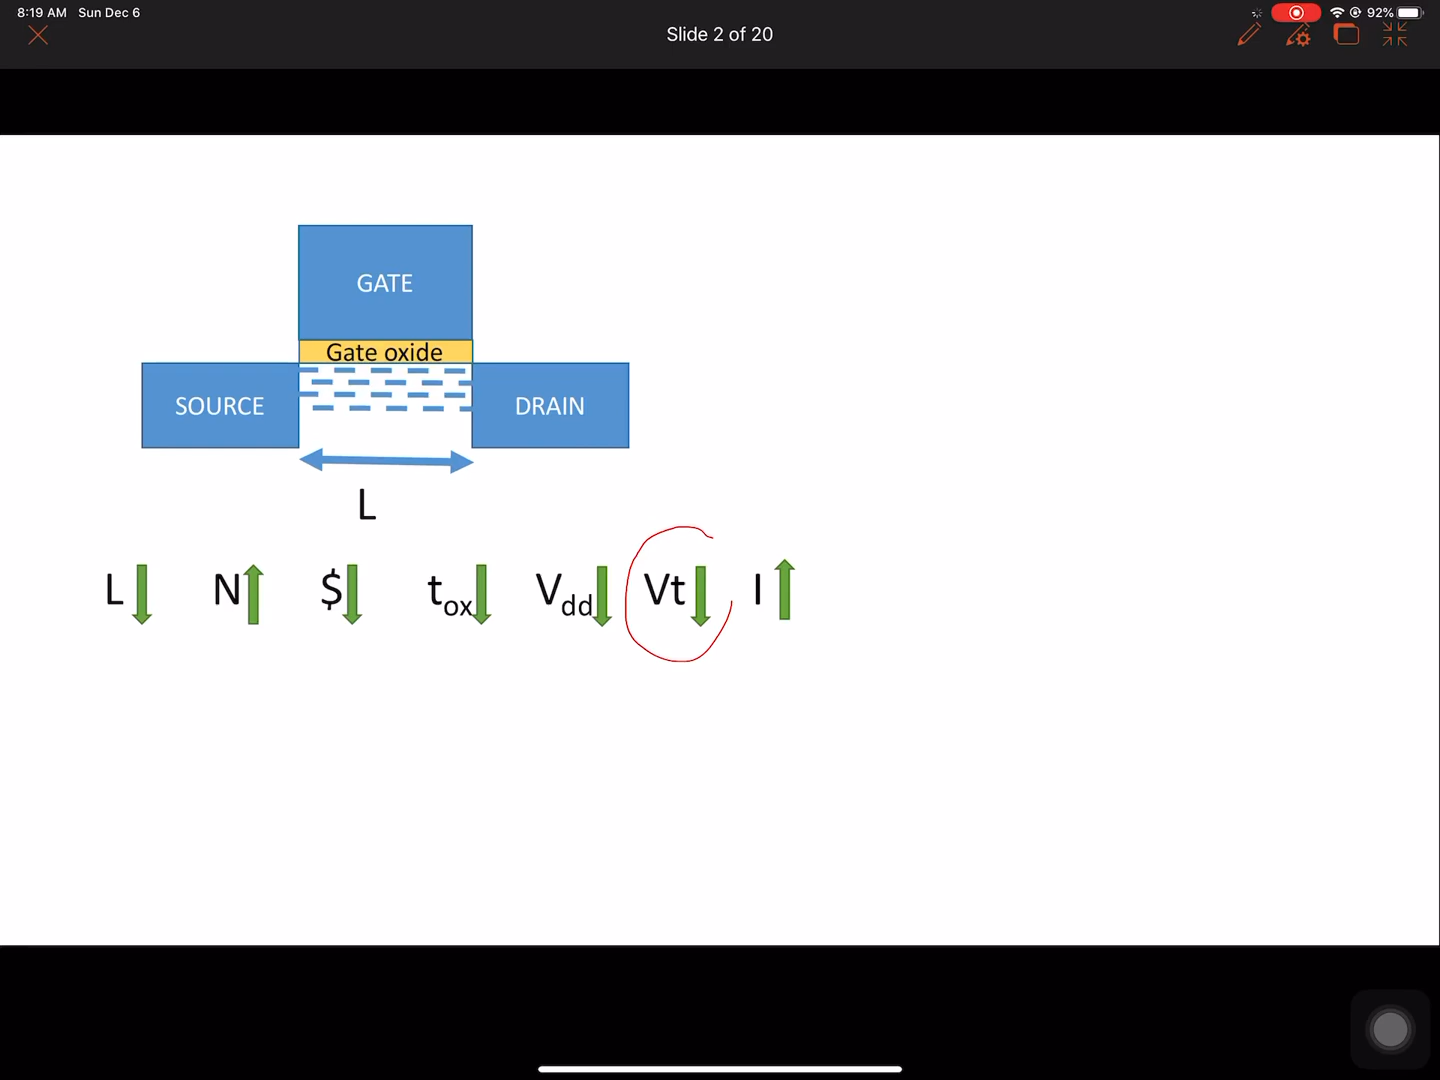 8:19 AM Sun Dec 6
92%
Slide 2 of 20
GATE
Gate oxide
SOURCE
DRAIN
L
L N $ tox Vdd Vt I